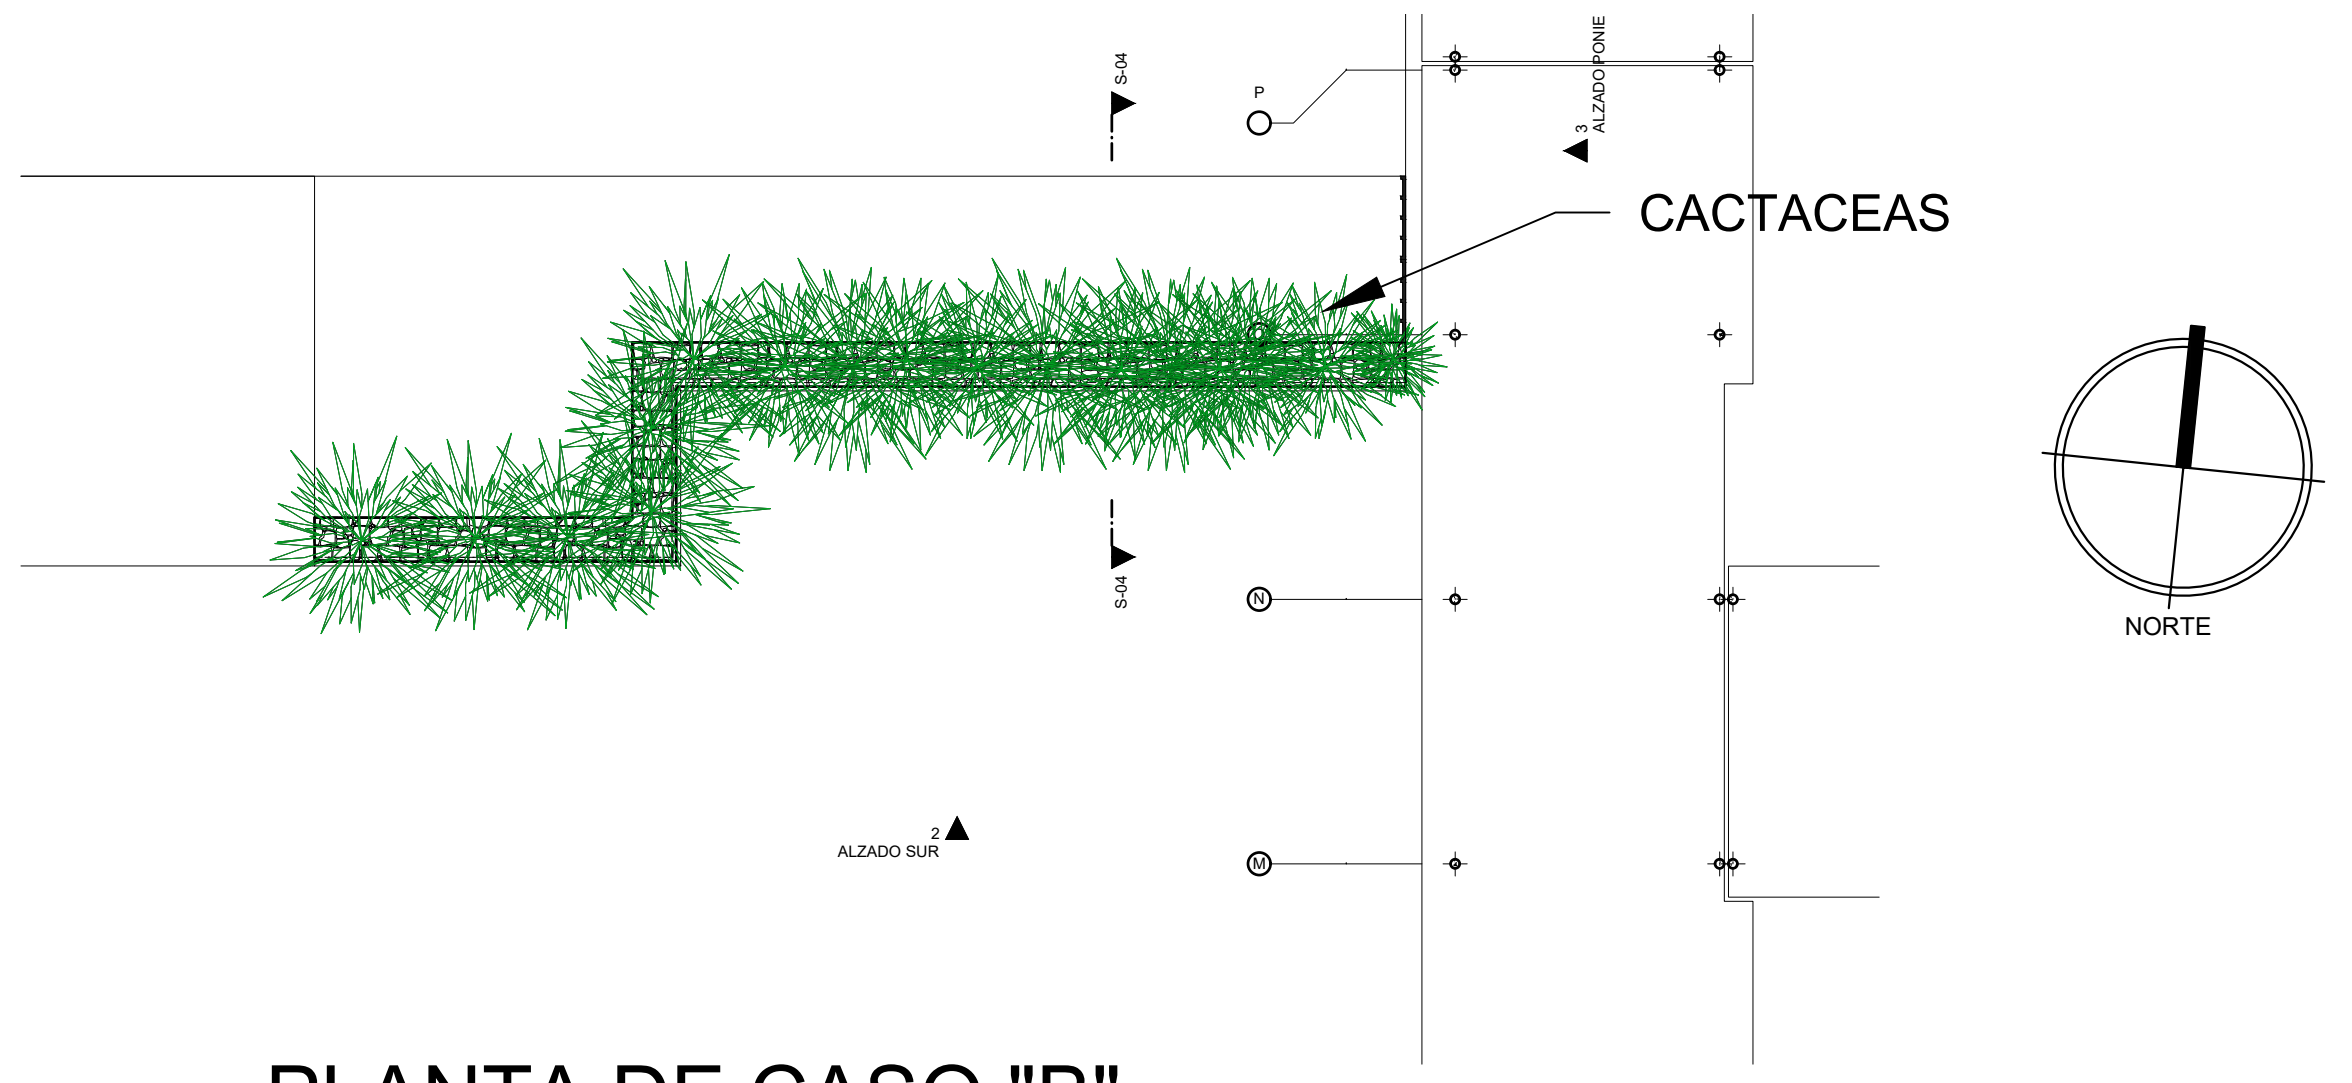 S-04
ALZADO PONIE
3
P
CACTACEAS
N
S-04
NORTE
2
ALZADO SUR
M